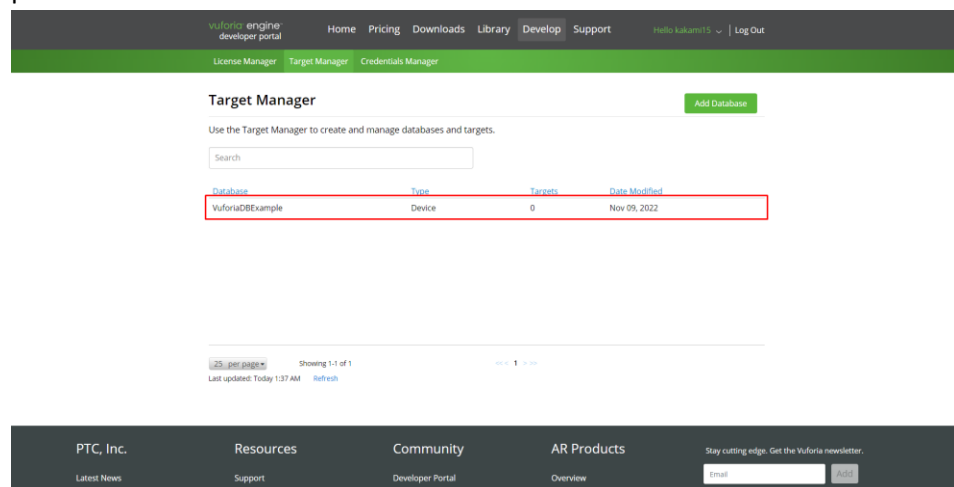 vuforia engine
developer portal
Home Pricing Downloads Library Develop Support
Hello kakami15 | Log Out
License Manager Target Manager Credentials Manager
Target Manager
Add Database
Use the Target Manager to create and manage databases and targets.
Search
Database Type Targets Date Modified
VuforiaDBExample Device 0 Nov 09, 2022
25 per page Showing 1-1 of 1 << < 1 > >>
Last updated: Today 1:37 AM Refresh
PTC, Inc. Resources Community AR Products
Stay cutting edge. Get the Vuforia newsletter.
Latest News Support Developer Portal Overview
Email Add